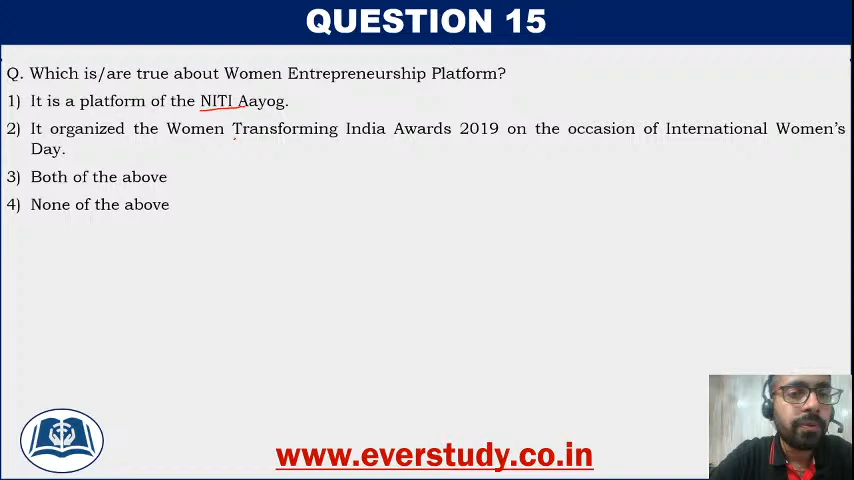 QUESTION 15
Q. Which is/are true about Women Entrepreneurship Platform?
1) It is a platform of the NITI Aayog.
2) It organized the Women Transforming India Awards 2019 on the occasion of International Women's
Day.
3) Both of the above
4) None of the above
www.everstudy.co.in